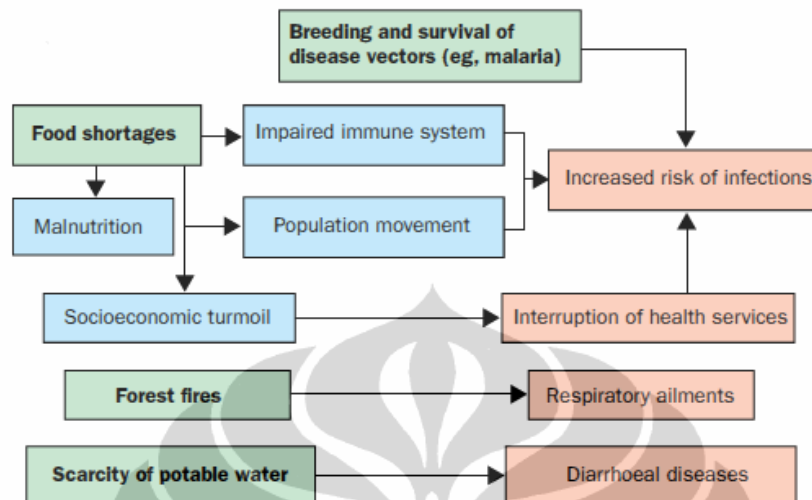 Breeding and survival of
disease vectors (eg, malaria)
Food shortages
Impaired immune system
Increased risk of infections
Malnutrition
Population movement
Socioeconomic turmoil
Interruption of health services
Forest fires
Respiratory ailments
Scarcity of potable water
Diarrhoeal diseases